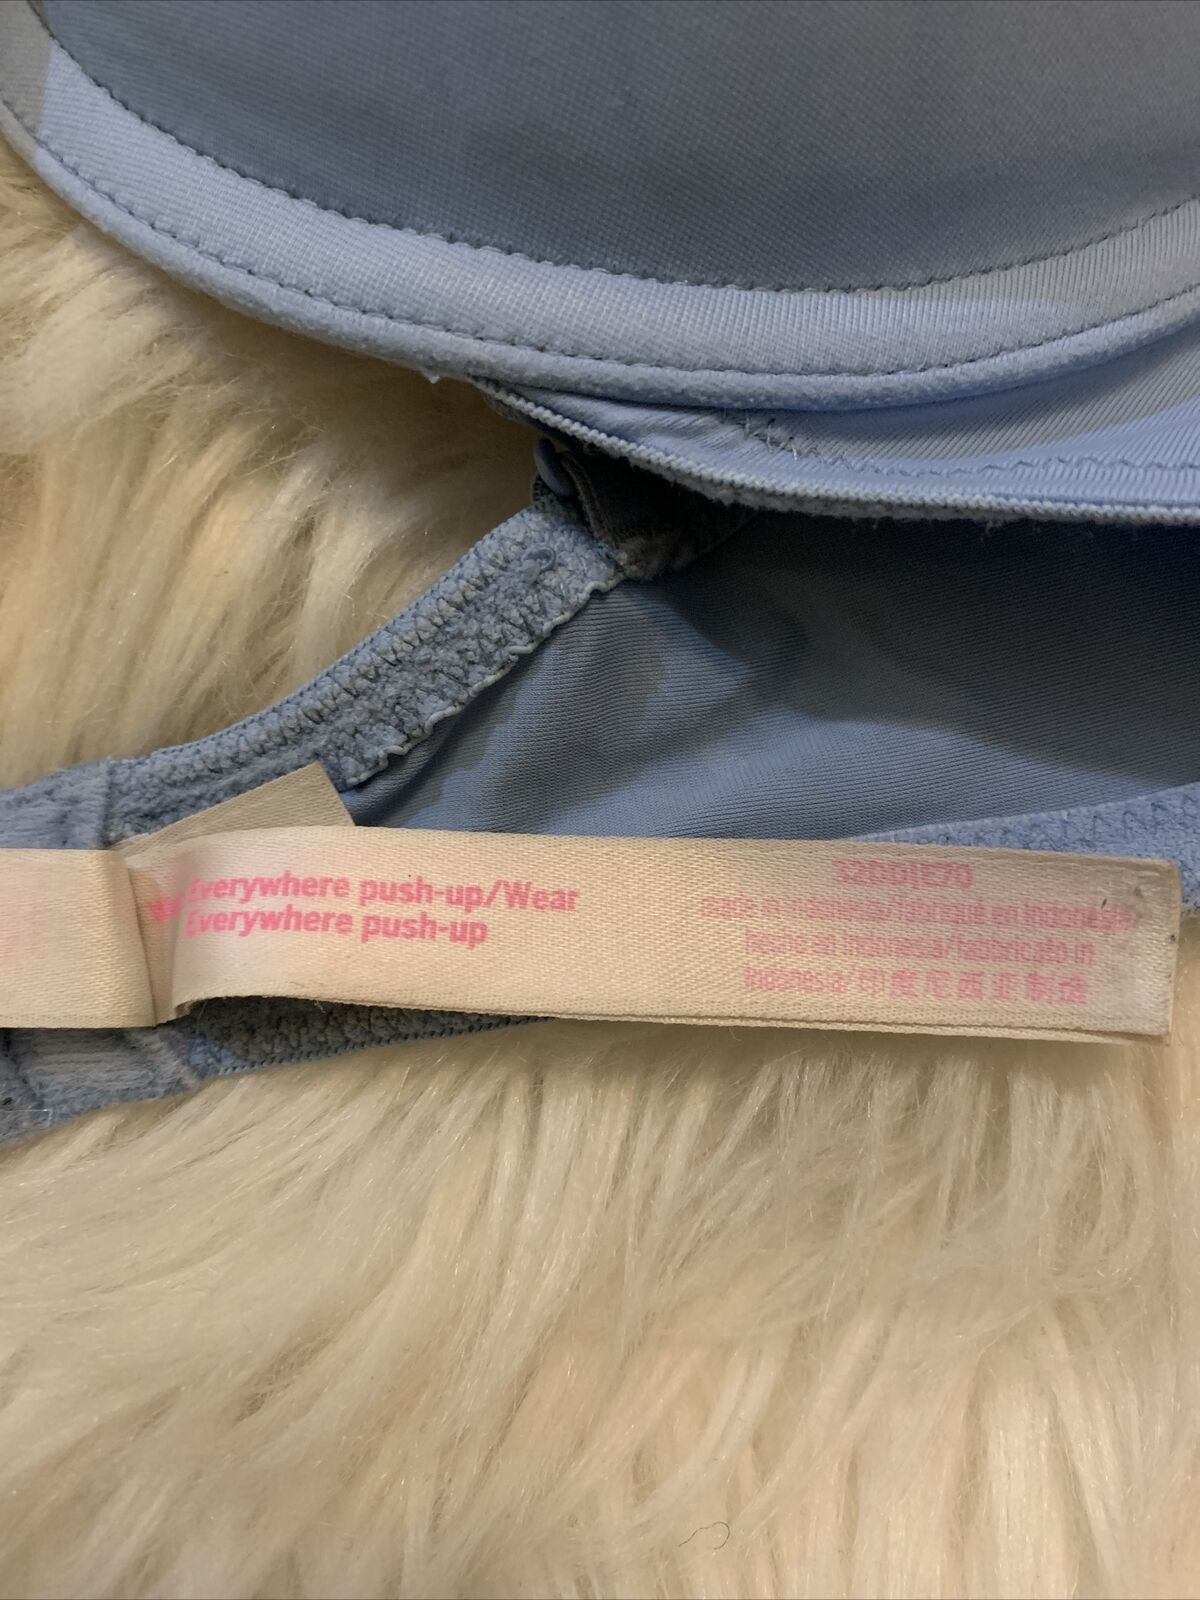 Everywhere push-up/Wear
Everywhere push-up
32DD|E70
made in Indonesia/fabriqué en Indonésie/
hecho en Indonesia/fabbricato in
Indonesia/印度尼西亚制造